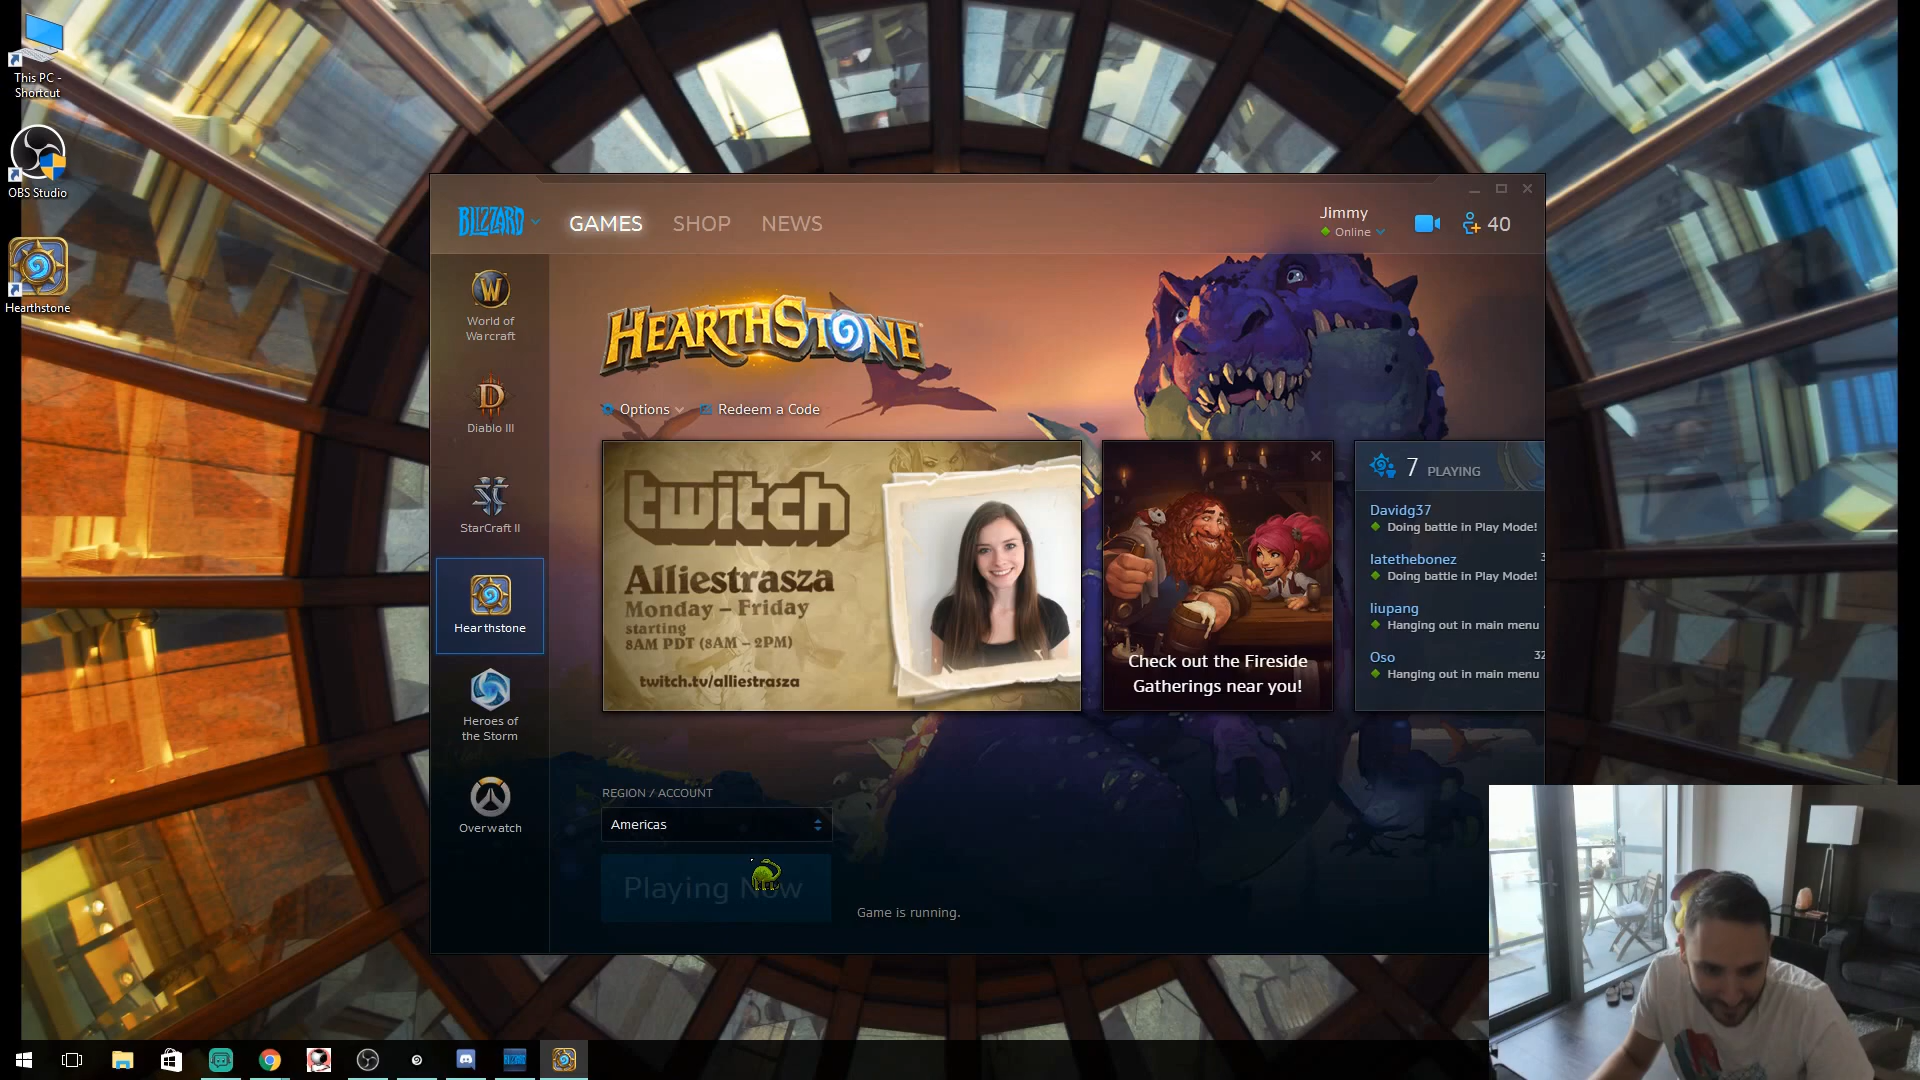 This PC -
Shortcut
OBS Studio
Hearthstone
BLIZZARD
GAMES
SHOP
NEWS
Jimmy
Online
40
World of
Warcraft
Diablo III
StarCraft II
Hearthstone
Heroes of
the Storm
Overwatch
HEARTHSTONE
Options
Redeem a Code
twitch
Alliestrasza
Monday – Friday
starting
8AM PDT (8AM – 2PM)
twitch.tv/alliestrasza
Check out the Fireside
Gatherings near you!
7 PLAYING
Davidg37
Doing battle in Play Mode!
latethebonez
Doing battle in Play Mode!
liupang
Hanging out in main menu
Oso
32
Hanging out in main menu
REGION / ACCOUNT
Americas
Playing Now
Game is running.